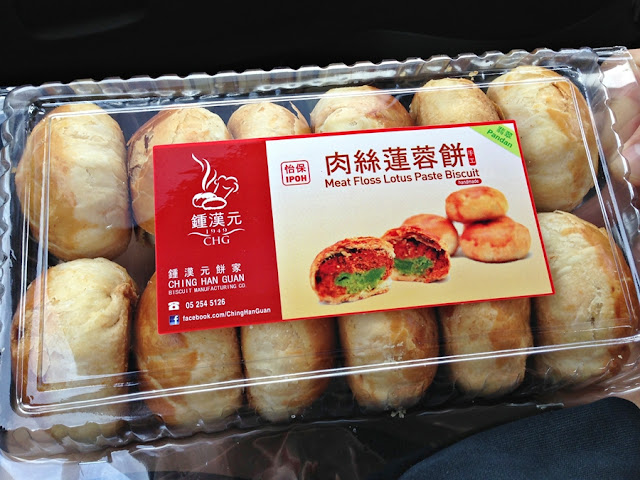 鍾漢元
1949
CHG
鍾漢元餅家
CHING HAN GUAN
BISCUIT MANUFACTURING CO.
05 254 5126
facebook.com/ChingHanGuan
怡保
IPOH
肉絲蓮蓉餅
Meat Floss Lotus Paste Biscuit
handmade
Pandan